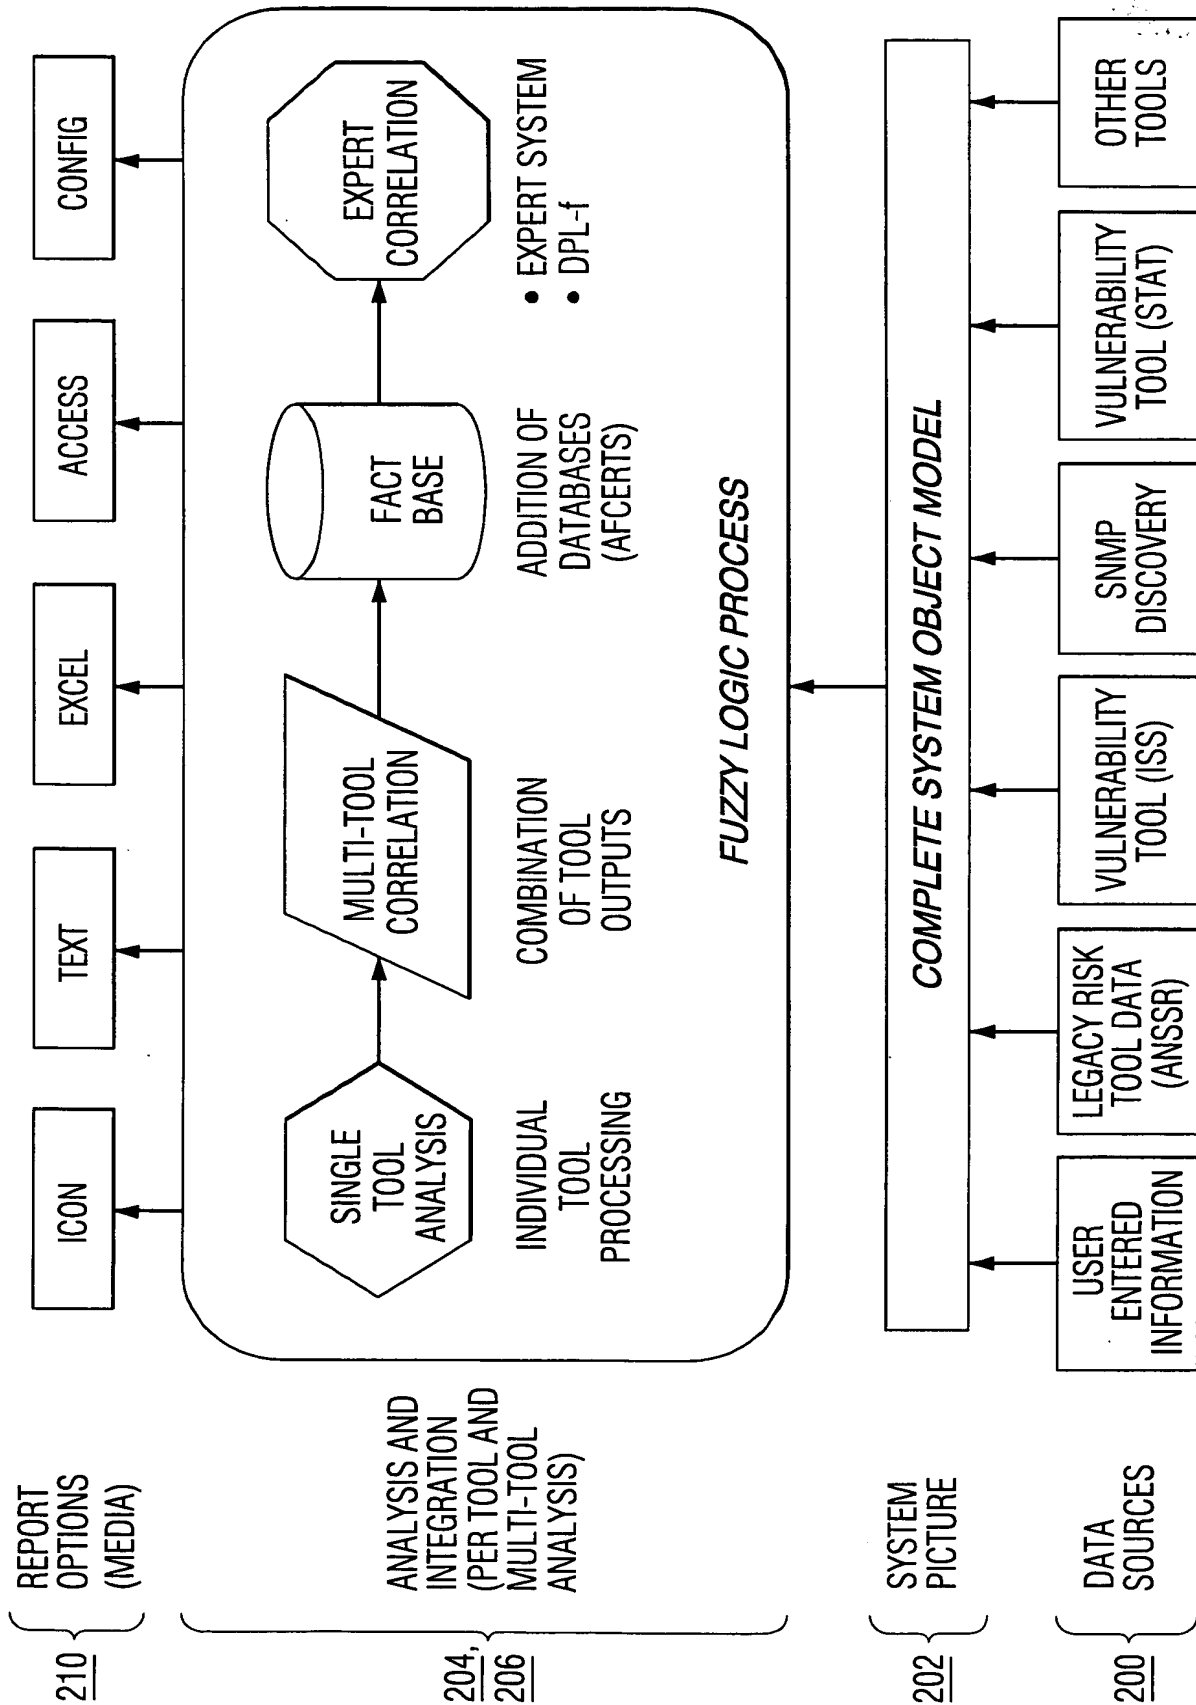 210
REPORT
OPTIONS
(MEDIA)
ICON
TEXT
EXCEL
ACCESS
CONFIG
204,
206
ANALYSIS AND
INTEGRATION
(PER TOOL AND
MULTI-TOOL
ANALYSIS)
SINGLE
TOOL
ANALYSIS
MULTI-TOOL
CORRELATION
FACT
BASE
EXPERT
CORRELATION
INDIVIDUAL
TOOL
PROCESSING
COMBINATION
OF TOOL
OUTPUTS
ADDITION OF
DATABASES
(AFCERTS)
• EXPERT SYSTEM
• DPL-f
FUZZY LOGIC PROCESS
202
SYSTEM
PICTURE
COMPLETE SYSTEM OBJECT MODEL
200
DATA
SOURCES
USER
ENTERED
INFORMATION
LEGACY RISK
TOOL DATA
(ANSSR)
VULNERABILITY
TOOL (ISS)
SNMP
DISCOVERY
VULNERABILITY
TOOL (STAT)
OTHER
TOOLS